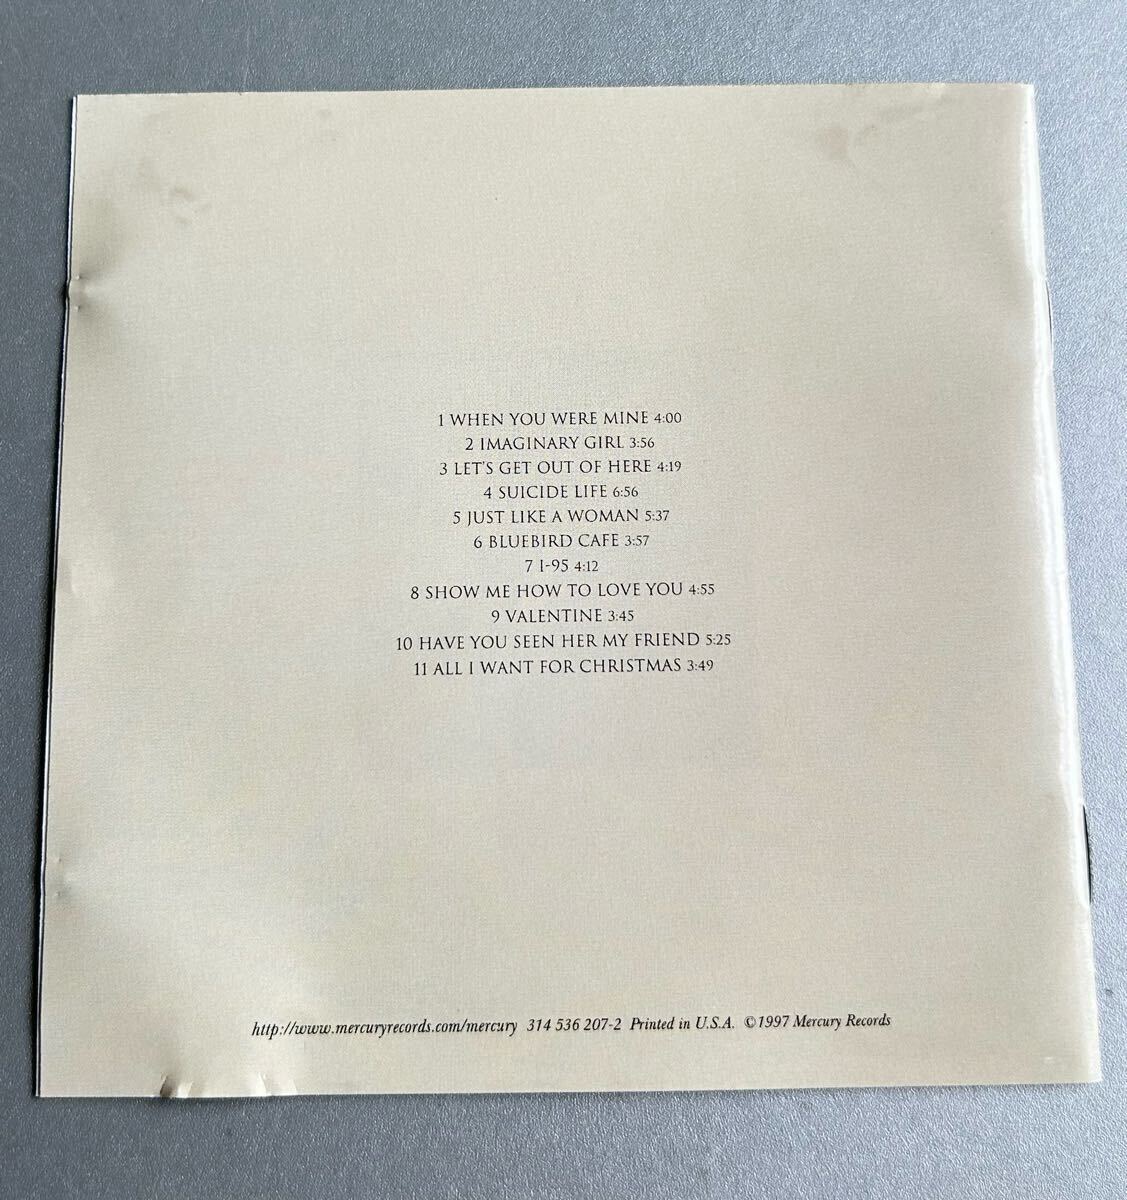 1 WHEN YOU WERE MINE 4:00
2 IMAGINARY GIRL 3:56
3 LET'S GET OUT OF HERE 4:19
4 SUICIDE LIFE 6:56
5 JUST LIKE A WOMAN 5:37
6 BLUEBIRD CAFE 3:57
7 I-95 4:12
8 SHOW ME HOW TO LOVE YOU 4:55
9 VALENTINE 3:45
10 HAVE YOU SEEN HER MY FRIEND 5:25
11 ALL I WANT FOR CHRISTMAS 3:49
http://www.mercuryrecords.com/mercury 314 536 207-2 Printed in U.S.A. ©1997 Mercury Records